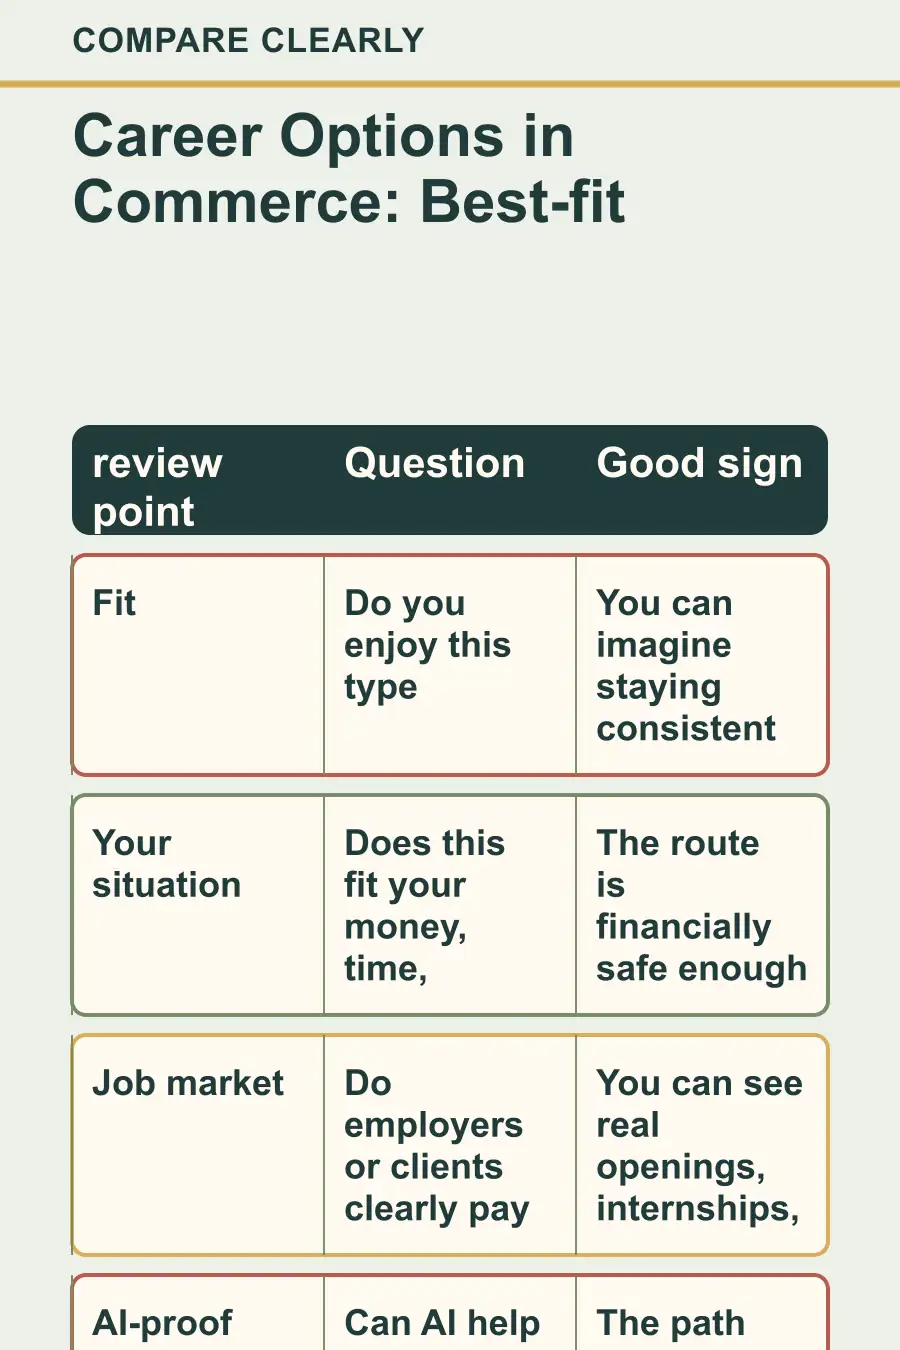 COMPARE CLEARLY
Career Options in
Commerce: Best-fit
review
point
Question
Good sign
Fit
Do you
enjoy this
type
You can
imagine
staying
consistent
Your
situation
Does this
fit your
money,
time,
The route
is
financially
safe enough
Job market
Do
employers
or clients
clearly pay
You can see
real
openings,
internships,
AI-proof
Can AI help
The path